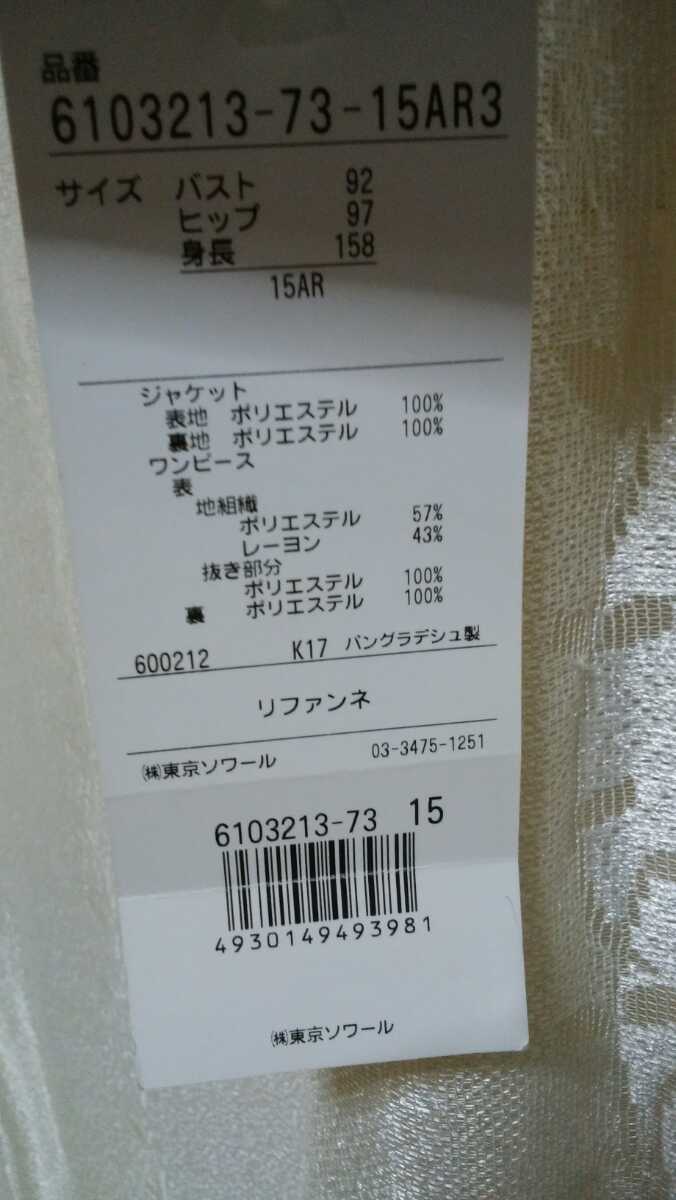 品番
6103213-73-15AR3
サイズ バスト 92
ヒップ 97
身長 158
15AR
ジャケット
表地 ポリエステル 100%
裏地 ポリエステル 100%
ワンピース
表
地組織
ポリエステル 57%
レーヨン 43%
抜き部分
ポリエステル 100%
裏 ポリエステル 100%
600212 K17 バングラデシュ製
リファンネ
㈱東京ソワール 03-3475-1251
6103213-73 15
4930149493981
㈱東京ソワール